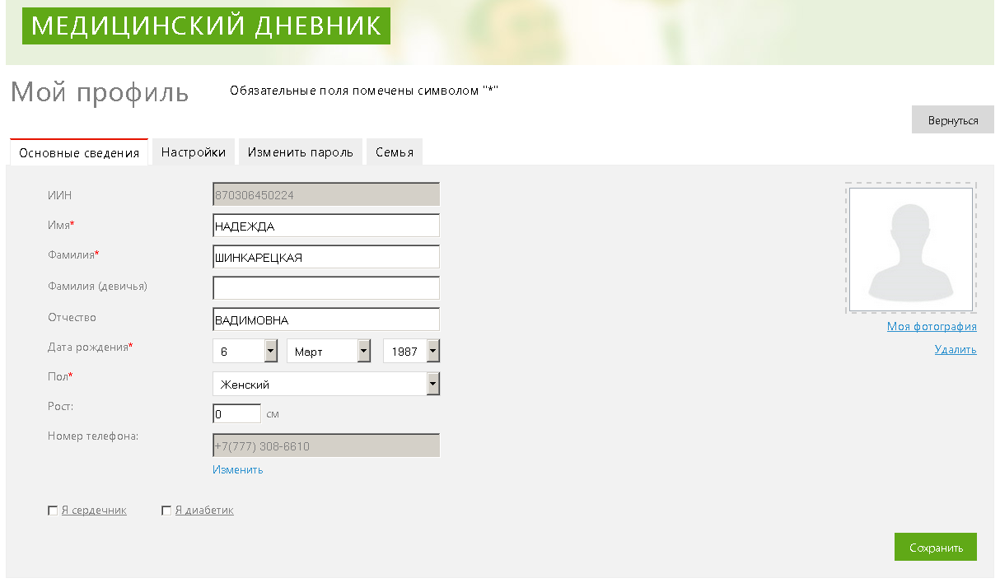 МЕДИЦИНСКИЙ ДНЕВНИК
Мой профиль
Обязательные поля помечены символом "*"
Вернуться
Основные сведения Настройки Изменить пароль Семья
ИИН 870306450224
Имя* НАДЕЖДА
Фамилия* ШИНКАРЕЦКАЯ
Фамилия (девичья)
Отчество ВАДИМОВНА
Дата рождения* 6 Март 1987
Пол* Женский
Рост: 0 см
Номер телефона: +7(777) 308-6610
Изменить
Моя фотография
Удалить
Я сердечник Я диабетик
Сохранить